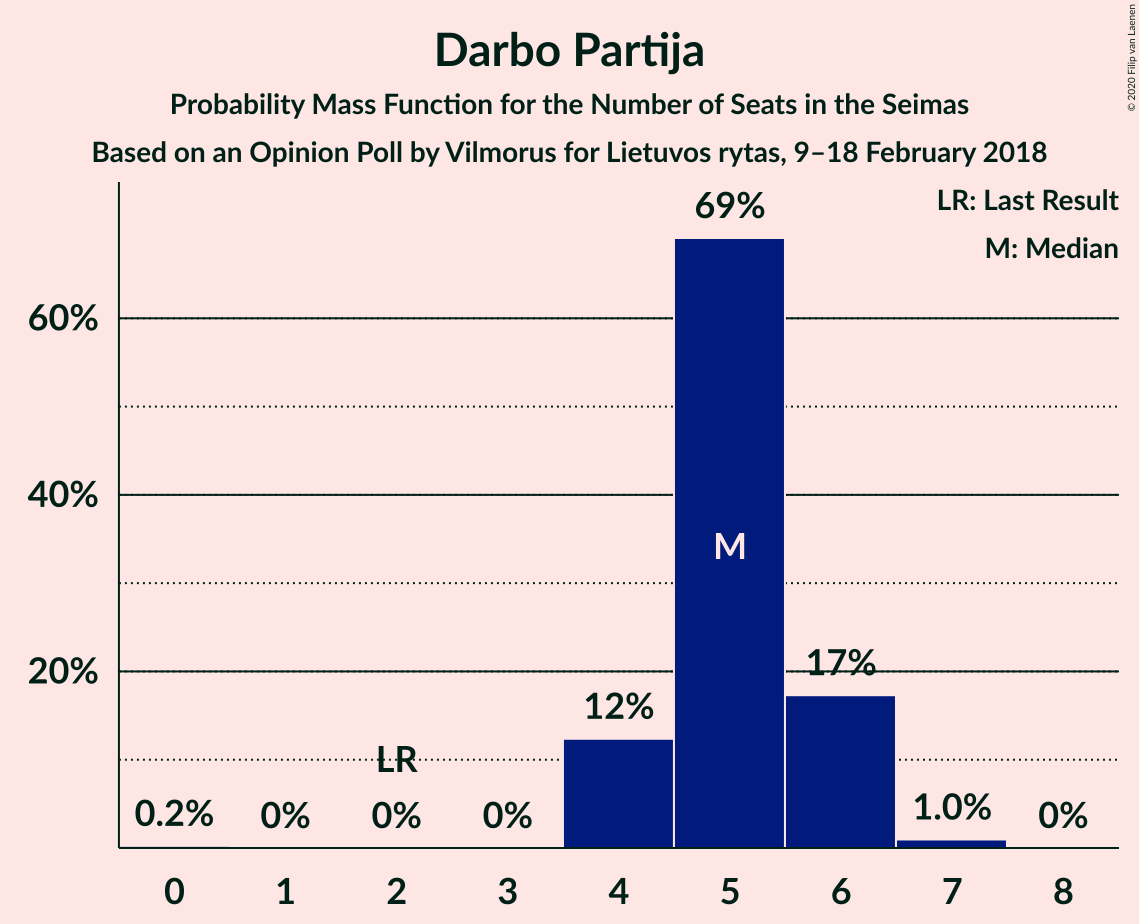 Darbo Partija
Probability Mass Function for the Number of Seats in the Seimas
Based on an Opinion Poll by Vilmorus for Lietuvos rytas, 9–18 February 2018
© 2020 Filip van Laenen
LR: Last Result
M: Median
69%
60%
40%
M
20%
17%
12%
LR
0.2%
0%
0%
0%
1.0%
0%
0 1 2 3 4 5 6 7 8